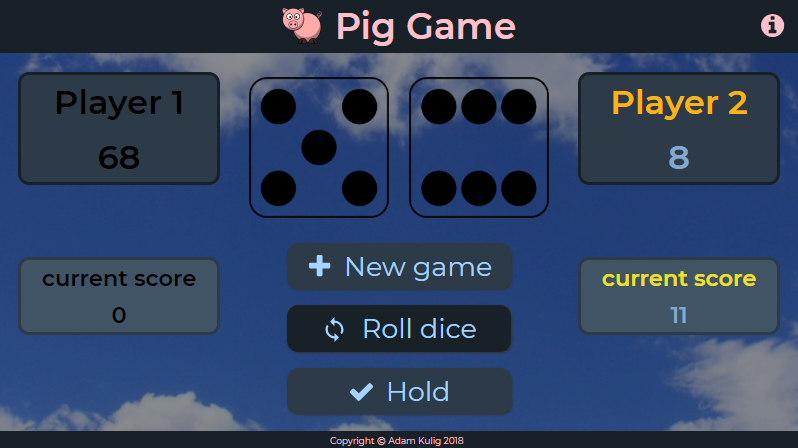 Pig Game
Player 1
68
Player 2
8
current score
0
New game
Roll dice
Hold
current score
11
Copyright © Adam Kulig 2018